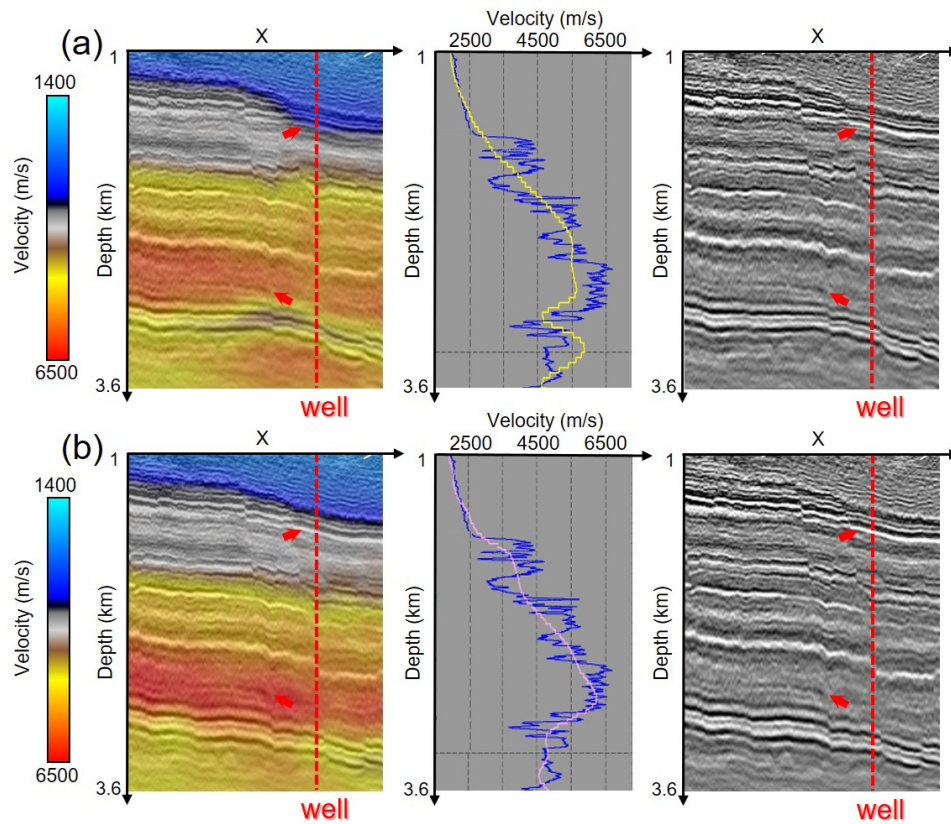 (a)
X
Velocity (m/s)
2500 4500 6500
X
1
1
1
1400
Velocity (m/s)
6500
Depth (km)
Depth (km)
Depth (km)
3.6
3.6
3.6
well
well
(b)
X
Velocity (m/s)
2500 4500 6500
X
1
1
1
1400
Velocity (m/s)
6500
Depth (km)
Depth (km)
Depth (km)
3.6
3.6
3.6
well
well